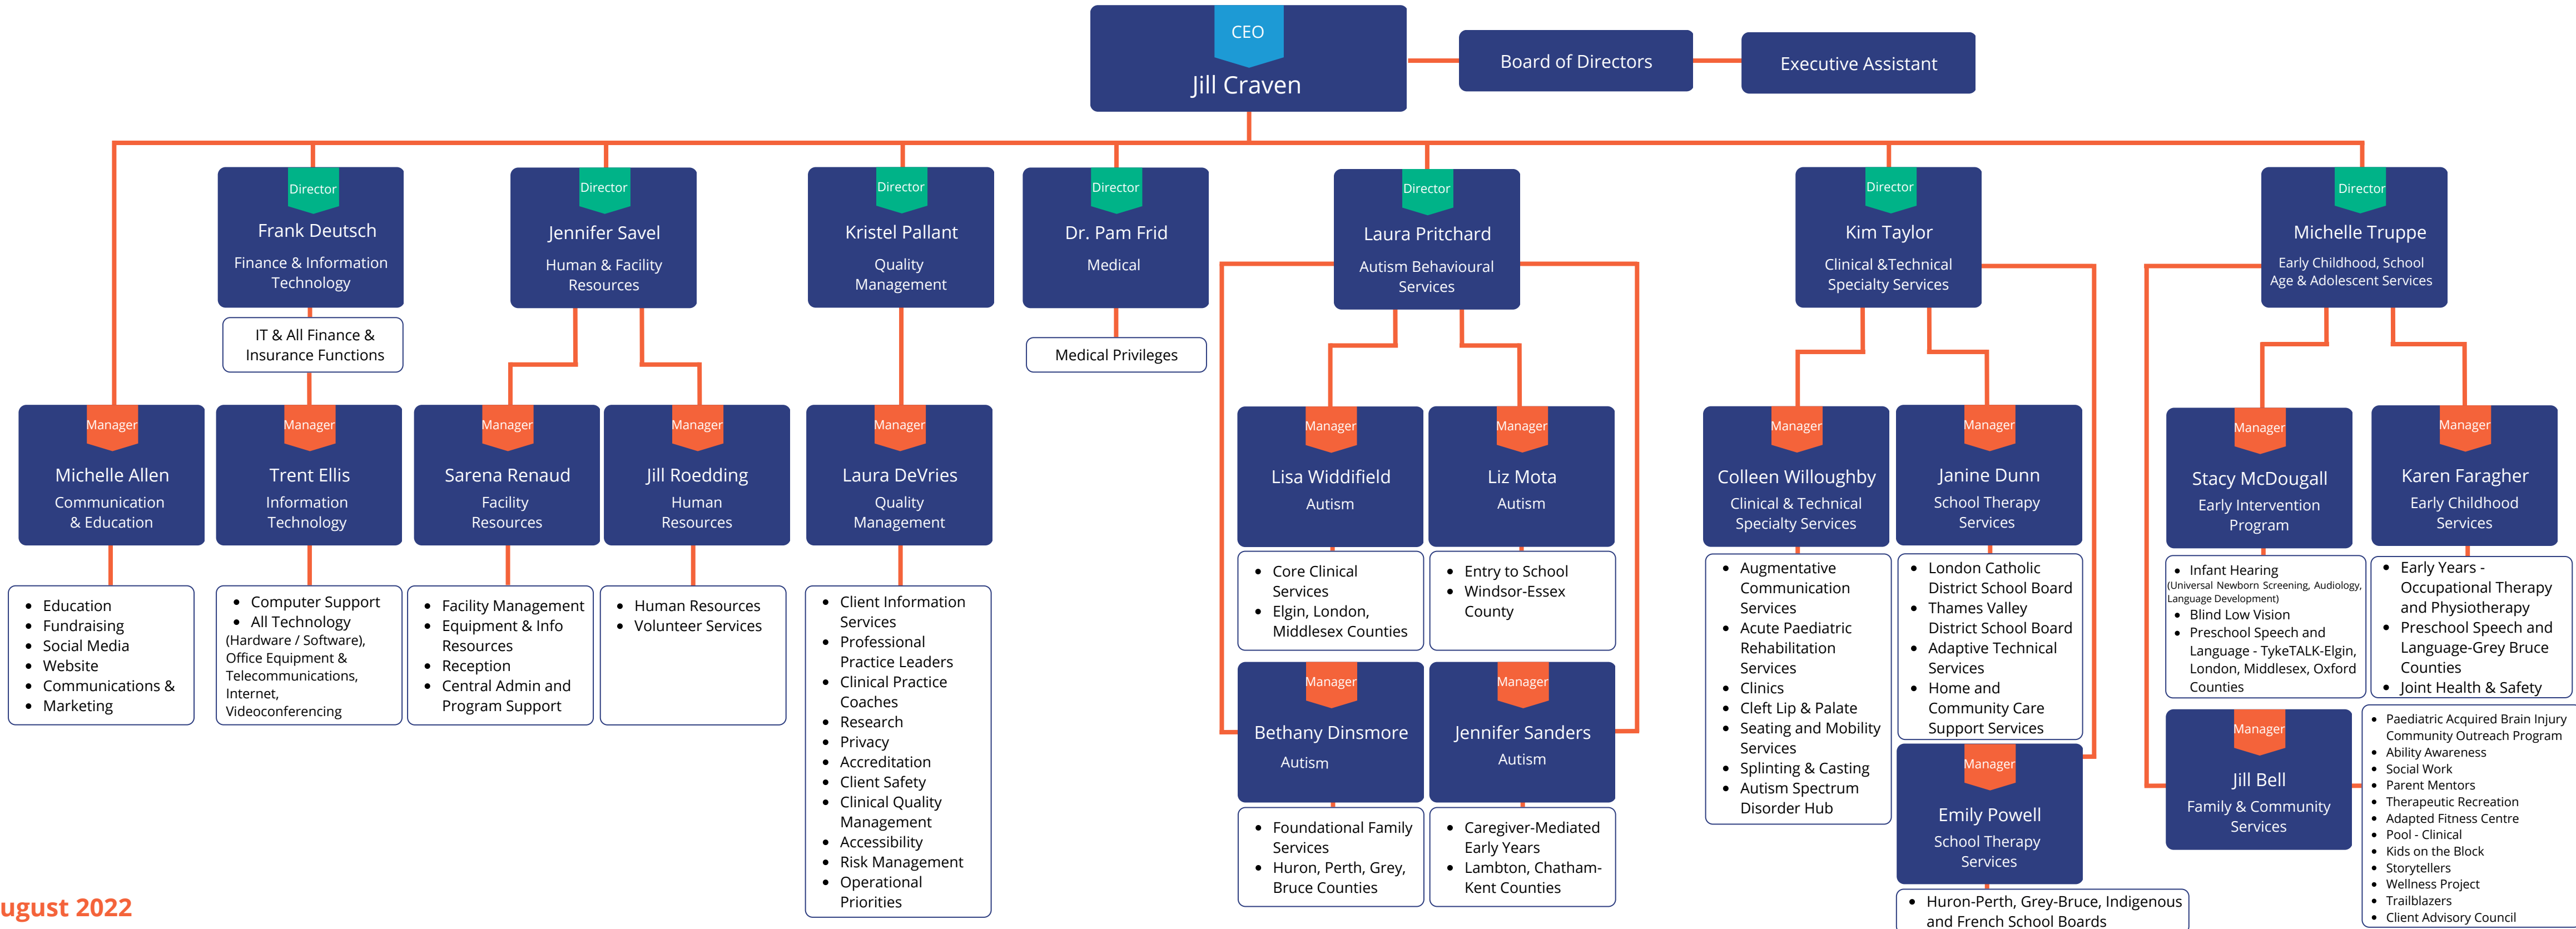 CEO
Jill Craven
Board of Directors
Executive Assistant
Director
Frank Deutsch
Finance & Information
Technology
IT & All Finance &
Insurance Functions
Director
Jennifer Savel
Human & Facility
Resources
Director
Kristel Pallant
Quality
Management
Director
Dr. Pam Frid
Medical
Medical Privileges
Director
Laura Pritchard
Autism Behavioural
Services
Director
Kim Taylor
Clinical &Technical
Specialty Services
Director
Michelle Truppe
Early Childhood, School
Age & Adolescent Services
Manager
Michelle Allen
Communication
& Education
• Education
• Fundraising
• Social Media
• Website
• Communications &
• Marketing
Manager
Trent Ellis
Information
Technology
• Computer Support
• All Technology
(Hardware / Software),
Office Equipment &
Telecommunications,
Internet,
Videoconferencing
Manager
Sarena Renaud
Facility
Resources
• Facility Management
• Equipment & Info
Resources
• Reception
• Central Admin and
Program Support
Manager
Jill Roedding
Human
Resources
• Human Resources
• Volunteer Services
Manager
Laura DeVries
Quality
Management
• Client Information
Services
• Professional
Practice Leaders
• Clinical Practice
Coaches
• Research
• Privacy
• Accreditation
• Client Safety
• Clinical Quality
Management
• Accessibility
• Risk Management
• Operational
Priorities
Manager
Lisa Widdifield
Autism
• Core Clinical
Services
• Elgin, London,
Middlesex Counties
Manager
Liz Mota
Autism
• Entry to School
• Windsor-Essex
County
Manager
Bethany Dinsmore
Autism
• Foundational Family
Services
• Huron, Perth, Grey,
Bruce Counties
Manager
Jennifer Sanders
Autism
• Caregiver-Mediated
Early Years
• Lambton, Chatham-
Kent Counties
Manager
Colleen Willoughby
Clinical & Technical
Specialty Services
• Augmentative
Communication
Services
• Acute Paediatric
Rehabilitation
Services
• Clinics
• Cleft Lip & Palate
• Seating and Mobility
Services
• Splinting & Casting
• Autism Spectrum
Disorder Hub
Manager
Janine Dunn
School Therapy
Services
• London Catholic
District School Board
• Thames Valley
District School Board
• Adaptive Technical
Services
• Home and
Community Care
Support Services
Manager
Emily Powell
School Therapy
Services
• Huron-Perth, Grey-Bruce, Indigenous
and French School Boards
Manager
Stacy McDougall
Early Intervention
Program
• Infant Hearing
(Universal Newborn Screening, Audiology,
Language Development)
• Blind Low Vision
• Preschool Speech and
Language - TykeTALK-Elgin,
London, Middlesex, Oxford
Counties
Manager
Karen Faragher
Early Childhood
Services
• Early Years -
Occupational Therapy
and Physiotherapy
• Preschool Speech and
Language-Grey Bruce
Counties
• Joint Health & Safety
Manager
Jill Bell
Family & Community
Services
• Paediatric Acquired Brain Injury
Community Outreach Program
• Ability Awareness
• Social Work
• Parent Mentors
• Therapeutic Recreation
• Adapted Fitness Centre
• Pool - Clinical
• Kids on the Block
• Storytellers
• Wellness Project
• Trailblazers
• Client Advisory Council
ugust 2022